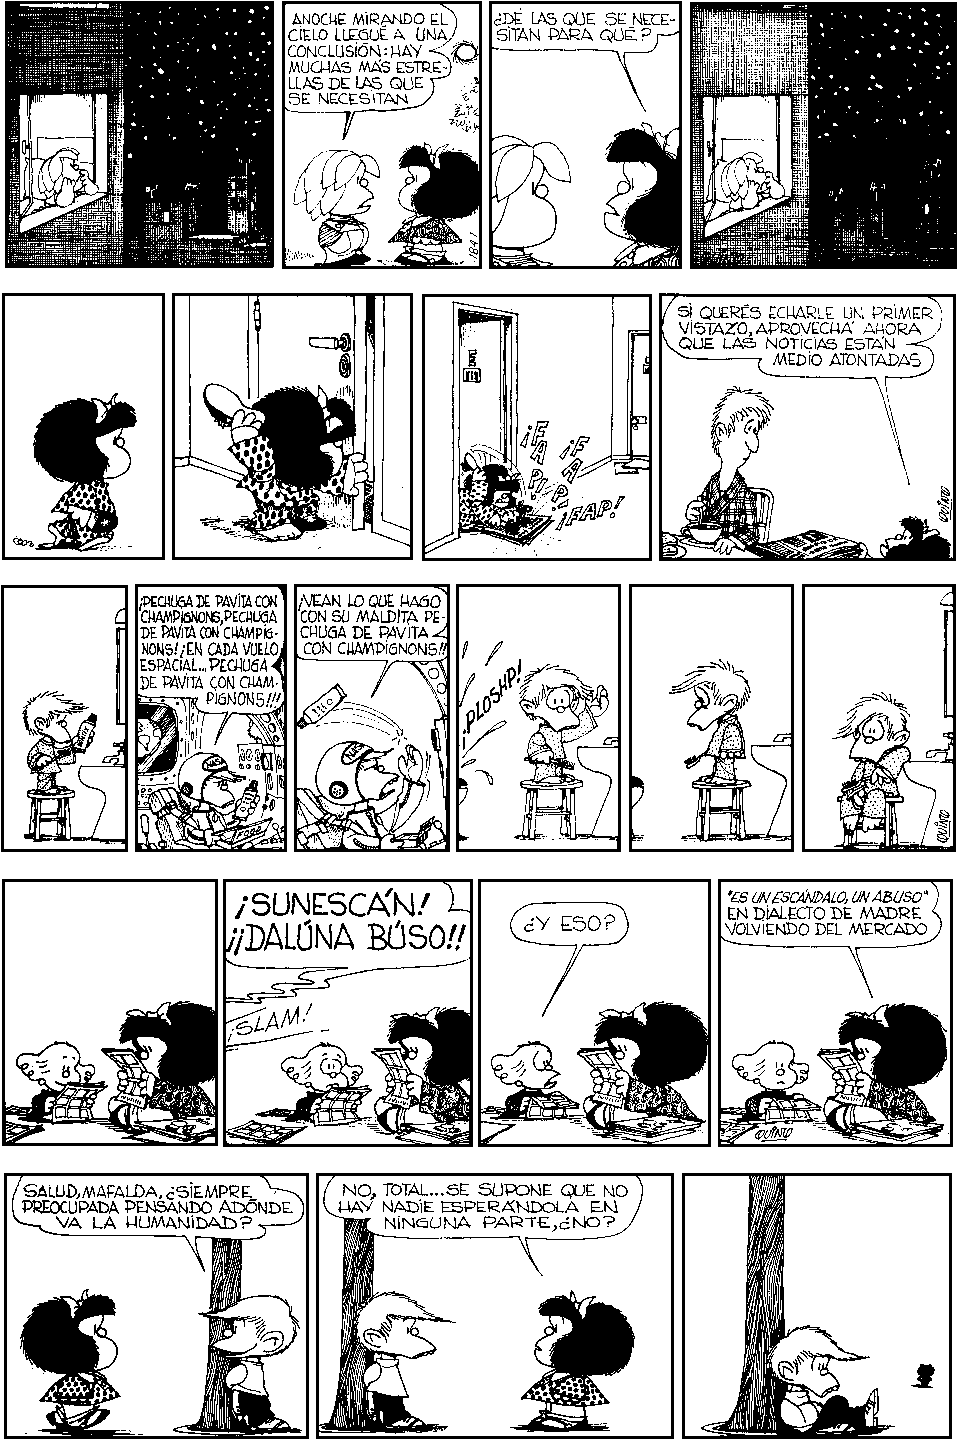 ANOCHE MIRANDO EL
CIELO LLEGUÉ A UNA
CONCLUSIÓN: HAY
MUCHAS MÁS ESTRE-
LLAS DE LAS QUE
SE NECESITAN
¿DE LAS QUE SE NECE-
SITAN PARA QUÉ?
¡FAP!
¡FAP!
¡FAP!
SI QUERÉS ECHARLE UN PRIMER
VISTAZO, APROVECHÁ AHORA
QUE LAS NOTICIAS ESTÁN
MEDIO ATONTADAS
QUINO
¡PECHUGA DE PAVITA CON
CHAMPIGNONS, PECHUGA
DE PAVITA CON CHAMPIG-
NONS! ¡EN CADA VUELO
ESPACIAL... PECHUGA
DE PAVITA CON CHAM-
PIGNONS!!!
FOOD
¡VEAN LO QUE HAGO
CON SU MALDITA PE-
CHUGA DE PAVITA
CON CHAMPIGNONS!!
¡PLOSHP!
QUINO
¡SUNESCÁN!
¡¡DALÚNA BÚSO!!
¡SLAM!
¿Y ESO?
"ES UN ESCÁNDALO, UN ABUSO"
EN DIALECTO DE MADRE
VOLVIENDO DEL MERCADO
QUINO
SALUD, MAFALDA, ¿SIEMPRE
PREOCUPADA PENSANDO ADÓNDE
VA LA HUMANIDAD?
NO, TOTAL... SE SUPONE QUE NO
HAY NADIE ESPERÁNDOLA EN
NINGUNA PARTE, ¿NO?